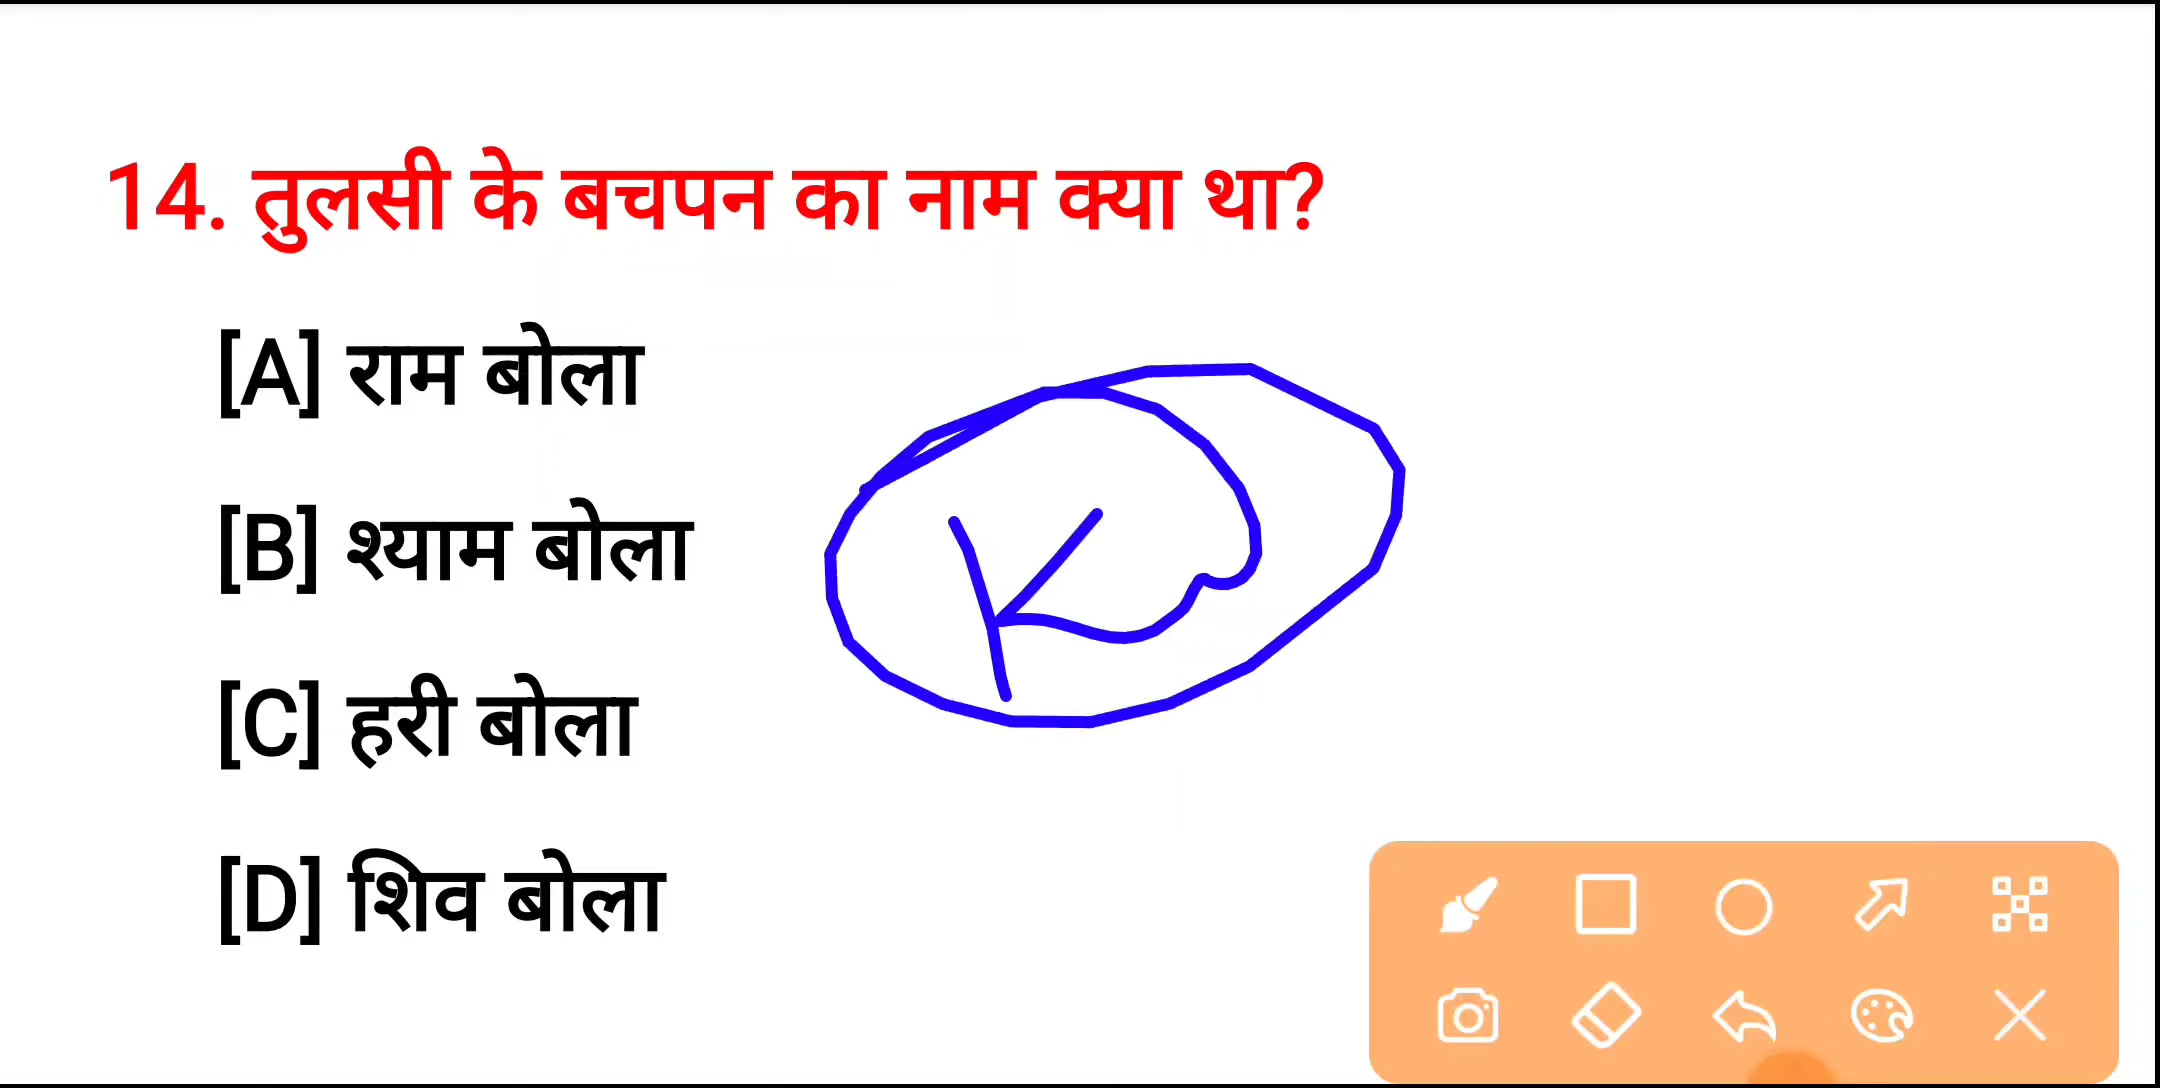 14. तुलसी के बचपन का नाम क्या था?
[A] राम बोला
[B] श्याम बोला
[C] हरी बोला
[D] शिव बोला